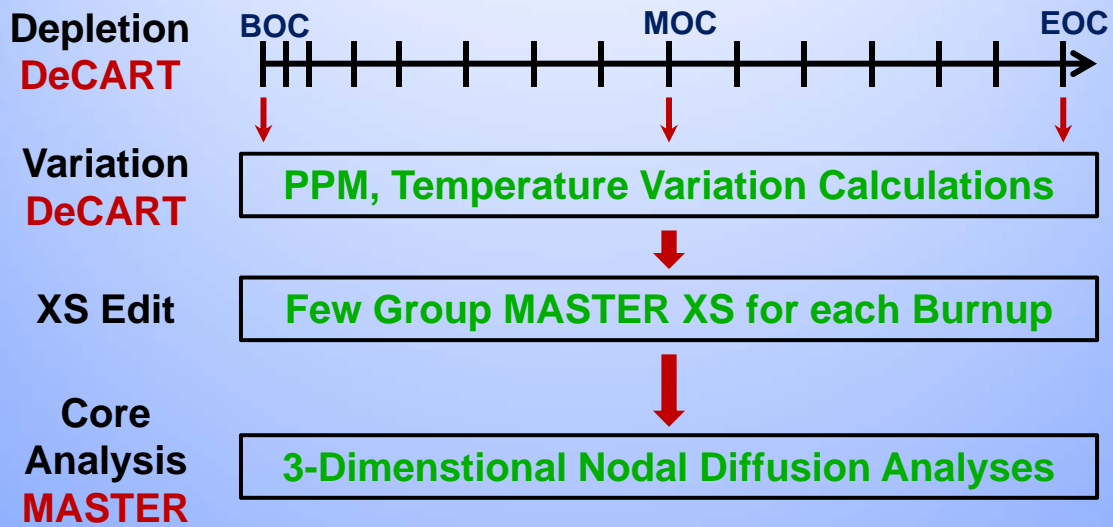 Depletion
DeCART
BOC
MOC
EOC
Variation
DeCART
PPM, Temperature Variation Calculations
XS Edit
Few Group MASTER XS for each Burnup
Core
Analysis
MASTER
3-Dimenstional Nodal Diffusion Analyses